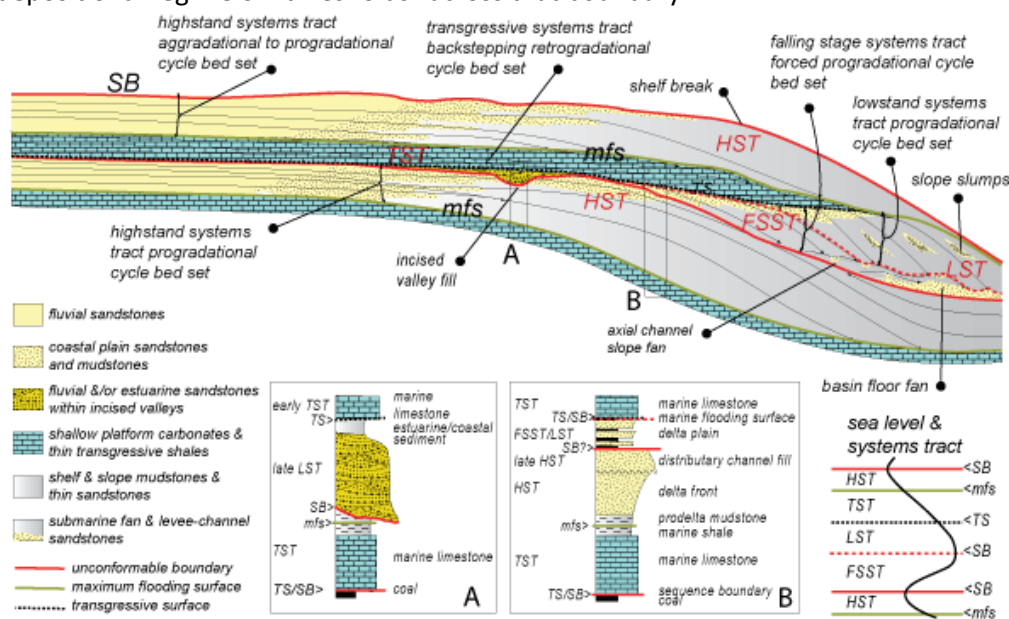 depositional regime on a
highstand systems tract
aggradational to progradational
cycle bed set
transgressive systems tract
backstepping retrogradational
cycle bed set
falling stage systems tract
forced progradational cycle
bed set
shelf break
lowstand systems
tract progradational
cycle bed set
SB
HST
TST
mfs
TS
slope slumps
mfs
HST
FSST
LST
highstand systems
tract progradational
cycle bed set
incised
valley fill
A
B
axial channel
slope fan
basin floor fan
fluvial sandstones
coastal plain sandstones
and mudstones
fluvial &/or estuarine sandstones
within incised valleys
shallow platform carbonates &
thin transgressive shales
shelf & slope mudstones &
thin sandstones
submarine fan & levee-channel
sandstones
unconformable boundary
maximum flooding surface
transgressive surface
early TST
TS>
late LST
SB>
mfs>
TST
TS/SB>
marine
limestone
estuarine/coastal
sediment
marine limestone
coal
A
TST
TS/SB>
FSST/LST
SB?>
late HST
HST
mfs>
TST
TS/SB>
marine limestone
marine flooding surface
delta plain
distributary channel fill
delta front
prodelta mudstone
marine shale
marine limestone
sequence boundary
coal
B
sea level &
systems tract
<SB
HST
<mfs
TST
<TS
LST
<SB
FSST
<SB
HST
<mfs